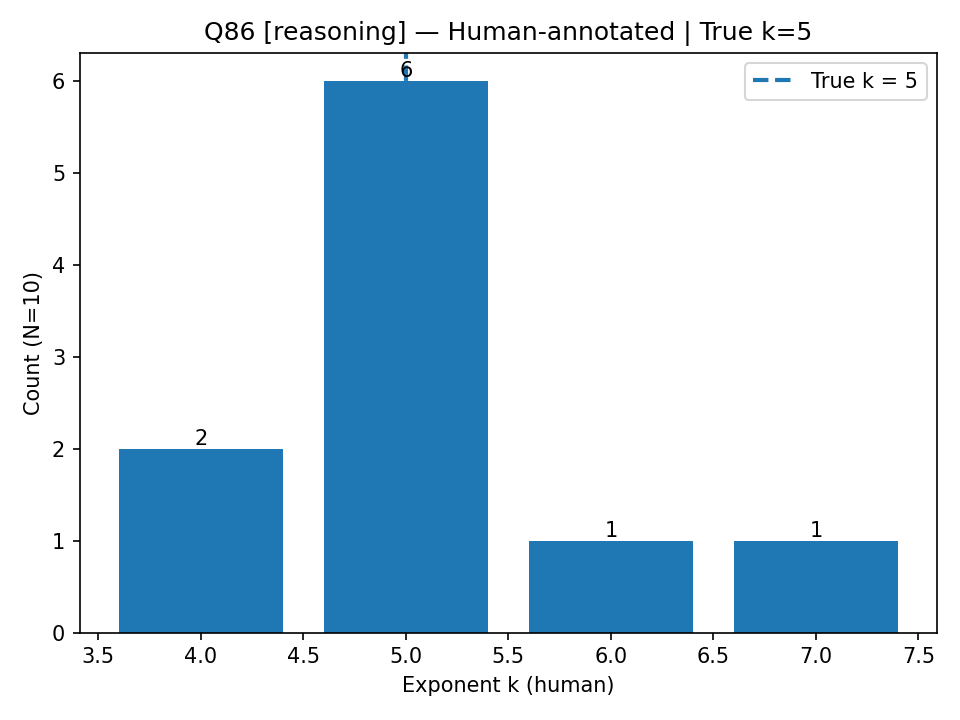 Q86 [reasoning] — Human-annotated | True k=5
True k = 5
Count (N=10)
6
5
4
3
2
1
0
2
6
1
1
3.5 4.0 4.5 5.0 5.5 6.0 6.5 7.0 7.5
Exponent k (human)